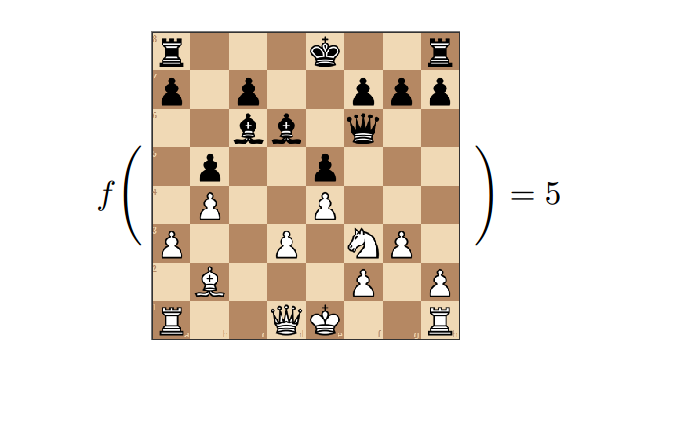 f( ) = 5